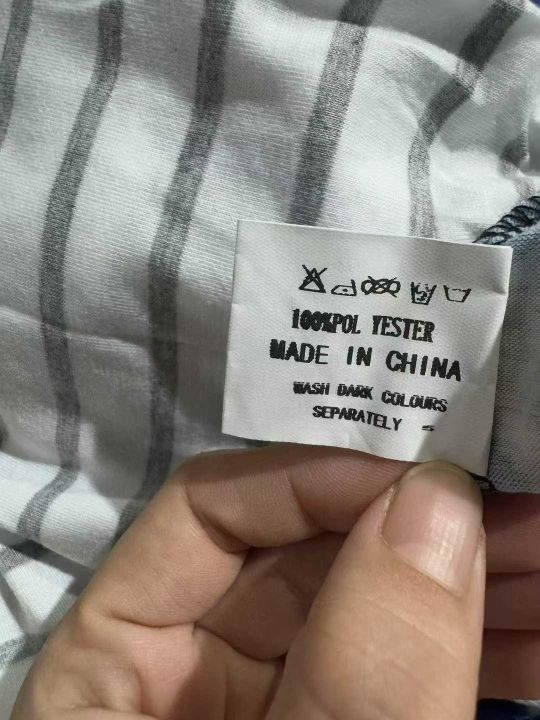 100%POL YESTER
MADE IN CHINA
WASH DARK COLOURS
SEPARATELY